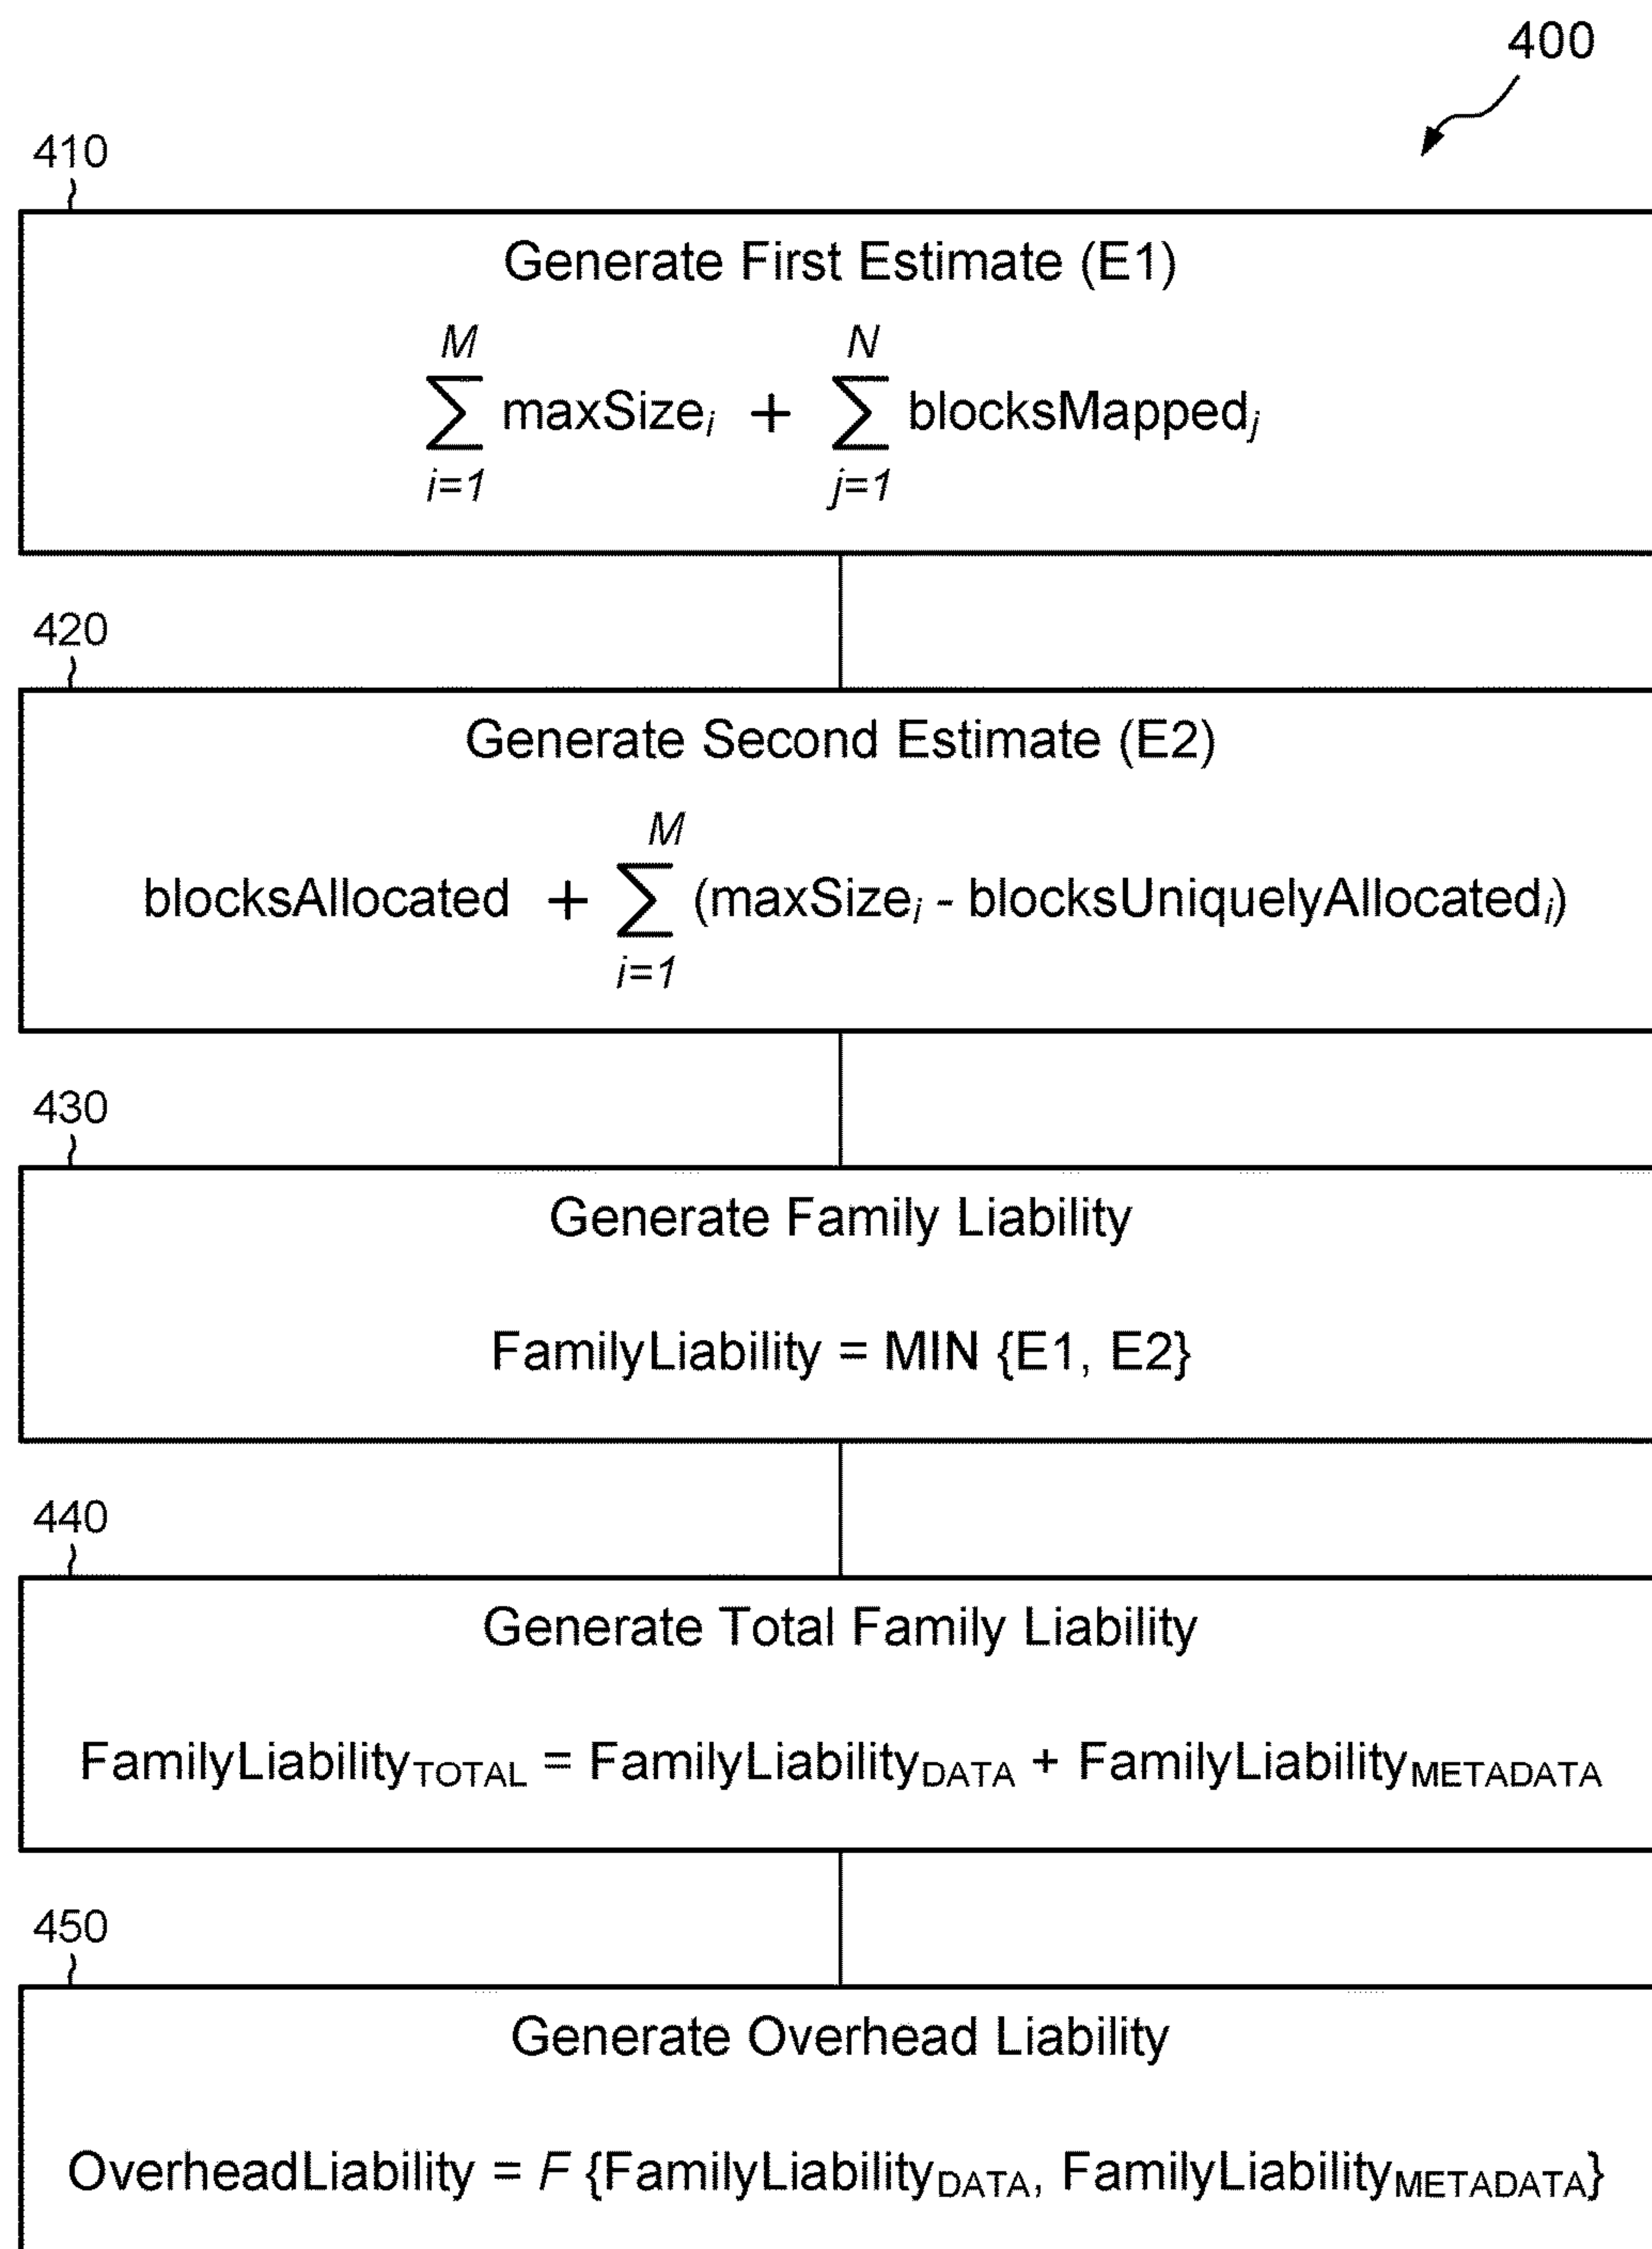 400
410
Generate First Estimate (E1)
M N
∑ maxSizeᵢ + ∑ blocksMappedⱼ
i=1 j=1
420
Generate Second Estimate (E2)
M
blocksAllocated + ∑ (maxSizeᵢ - blocksUniquelyAllocatedᵢ)
i=1
430
Generate Family Liability
FamilyLiability = MIN {E1, E2}
440
Generate Total Family Liability
FamilyLiabilityTOTAL = FamilyLiabilityDATA + FamilyLiabilityMETADATA
450
Generate Overhead Liability
OverheadLiability = F {FamilyLiabilityDATA, FamilyLiabilityMETADATA}